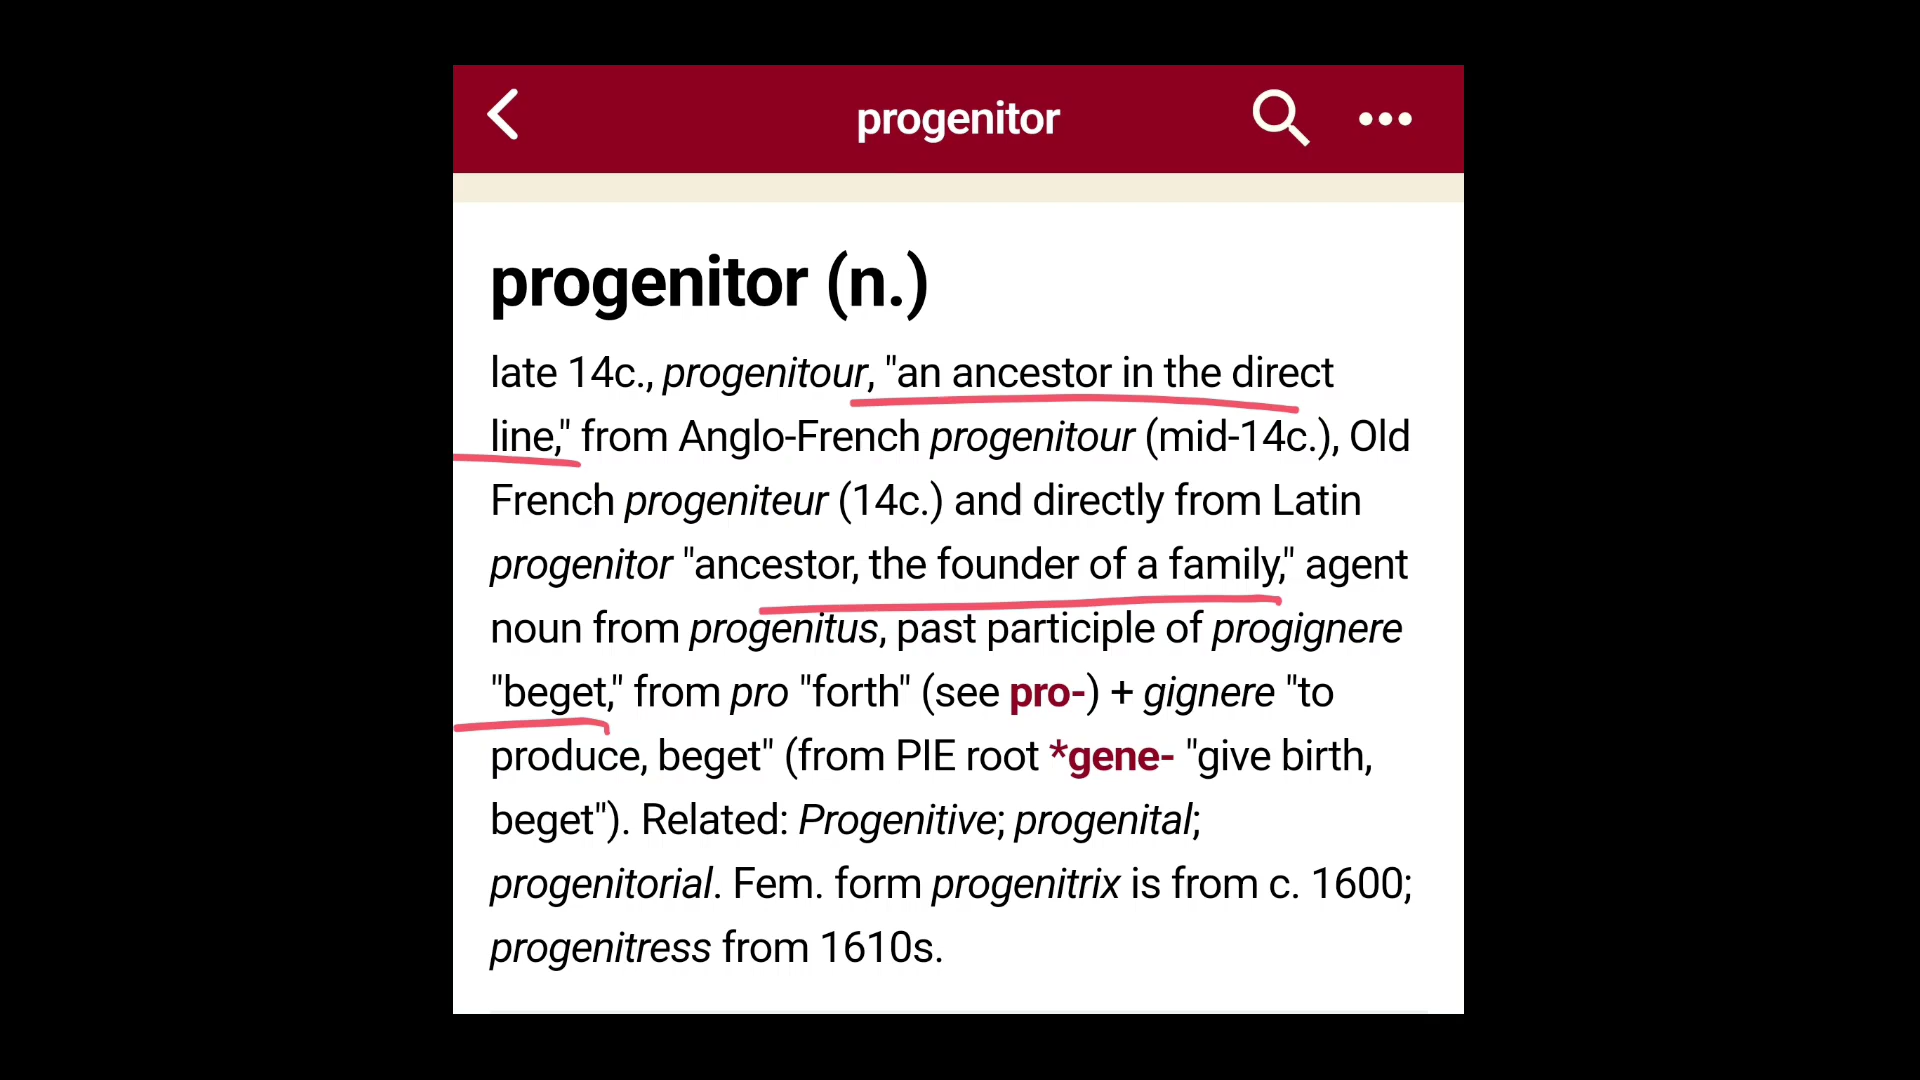 progenitor
progenitor (n.)
late 14c., progenitour, "an ancestor in the direct
line," from Anglo-French progenitour (mid-14c.), Old
French progeniteur (14c.) and directly from Latin
progenitor "ancestor, the founder of a family," agent
noun from progenitus, past participle of progignere
"beget," from pro "forth" (see pro-) + gignere "to
produce, beget" (from PIE root *gene- "give birth,
beget"). Related: Progenitive; progenital;
progenitorial. Fem. form progenitrix is from c. 1600;
progenitress from 1610s.